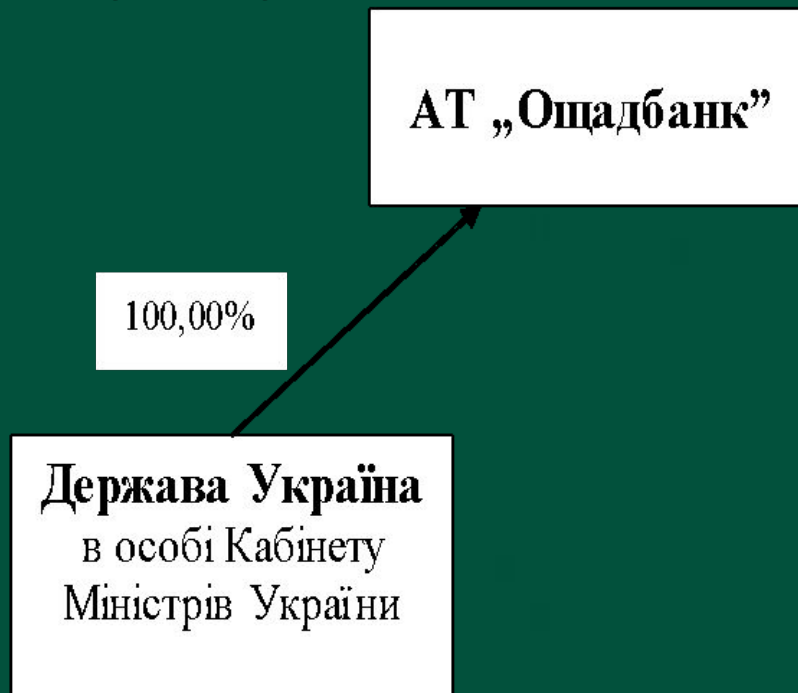 АТ „Ощадбанк”
100,00%
Держава Україна
в особі Кабінету
Міністрів України